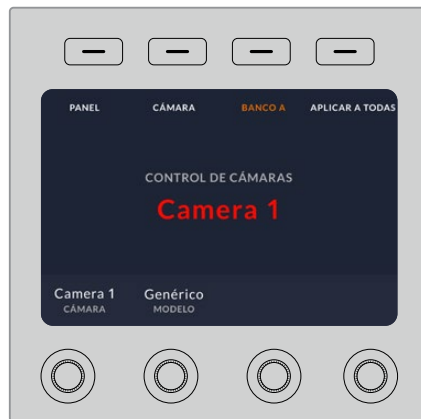 PANEL CÁMARA BANCO A APLICAR A TODAS
CONTROL DE CÁMARAS
Camera 1
Camera 1 Genérico
CÁMARA MODELO